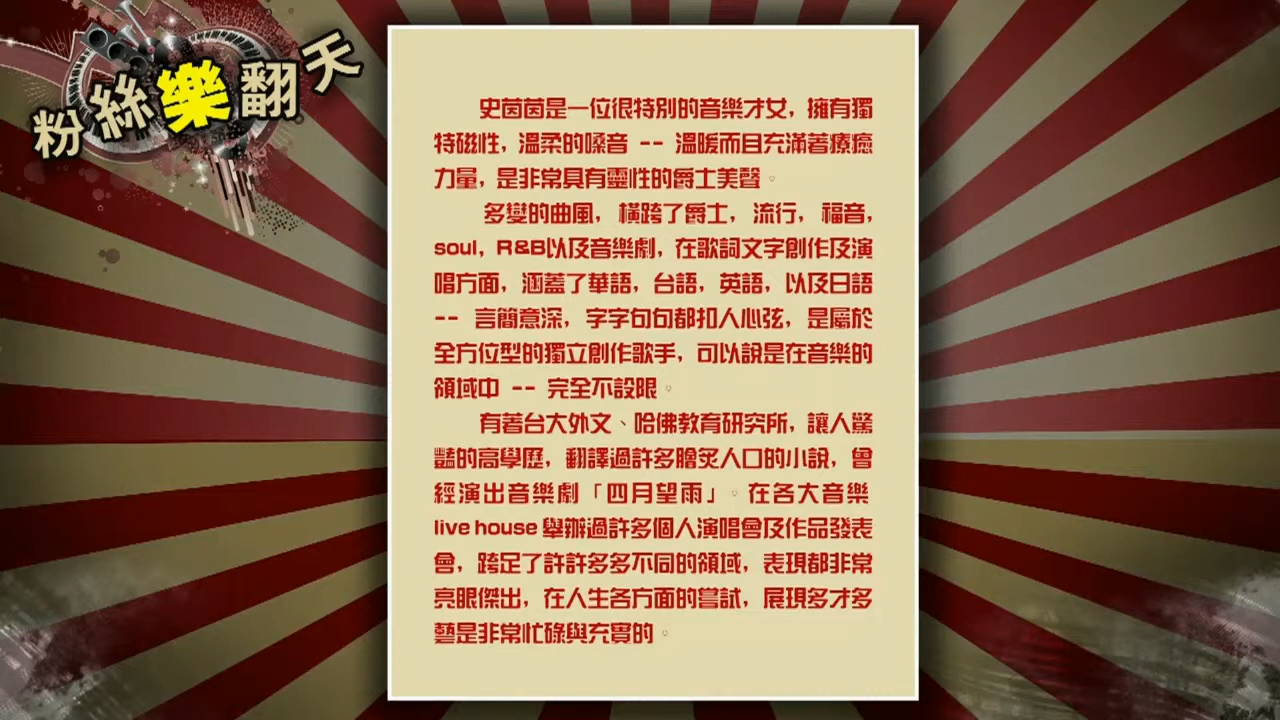 粉絲樂翻天
史茵茵是一位很特別的音樂才女，擁有獨
特磁性，溫柔的嗓音 -- 溫暖而且充滿著療癒
力量，是非常具有靈性的爵士美聲。
多變的曲風，橫跨了爵士，流行，福音，
soul，R&B以及音樂劇，在歌詞文字創作及演
唱方面，涵蓋了華語，台語，英語，以及日語
-- 言簡意深，字字句句都扣人心弦，是屬於
全方位型的獨立創作歌手，可以說是在音樂的
領域中 -- 完全不設限。
有著台大外文、哈佛教育研究所，讓人驚
豔的高學歷，翻譯過許多膾炙人口的小說，曾
經演出音樂劇「四月望雨」。在各大音樂
live house 舉辦過許多個人演唱會及作品發表
會，跨足了許許多多不同的領域，表現都非常
亮眼傑出，在人生各方面的嘗試，展現多才多
藝是非常忙碌與充實的。